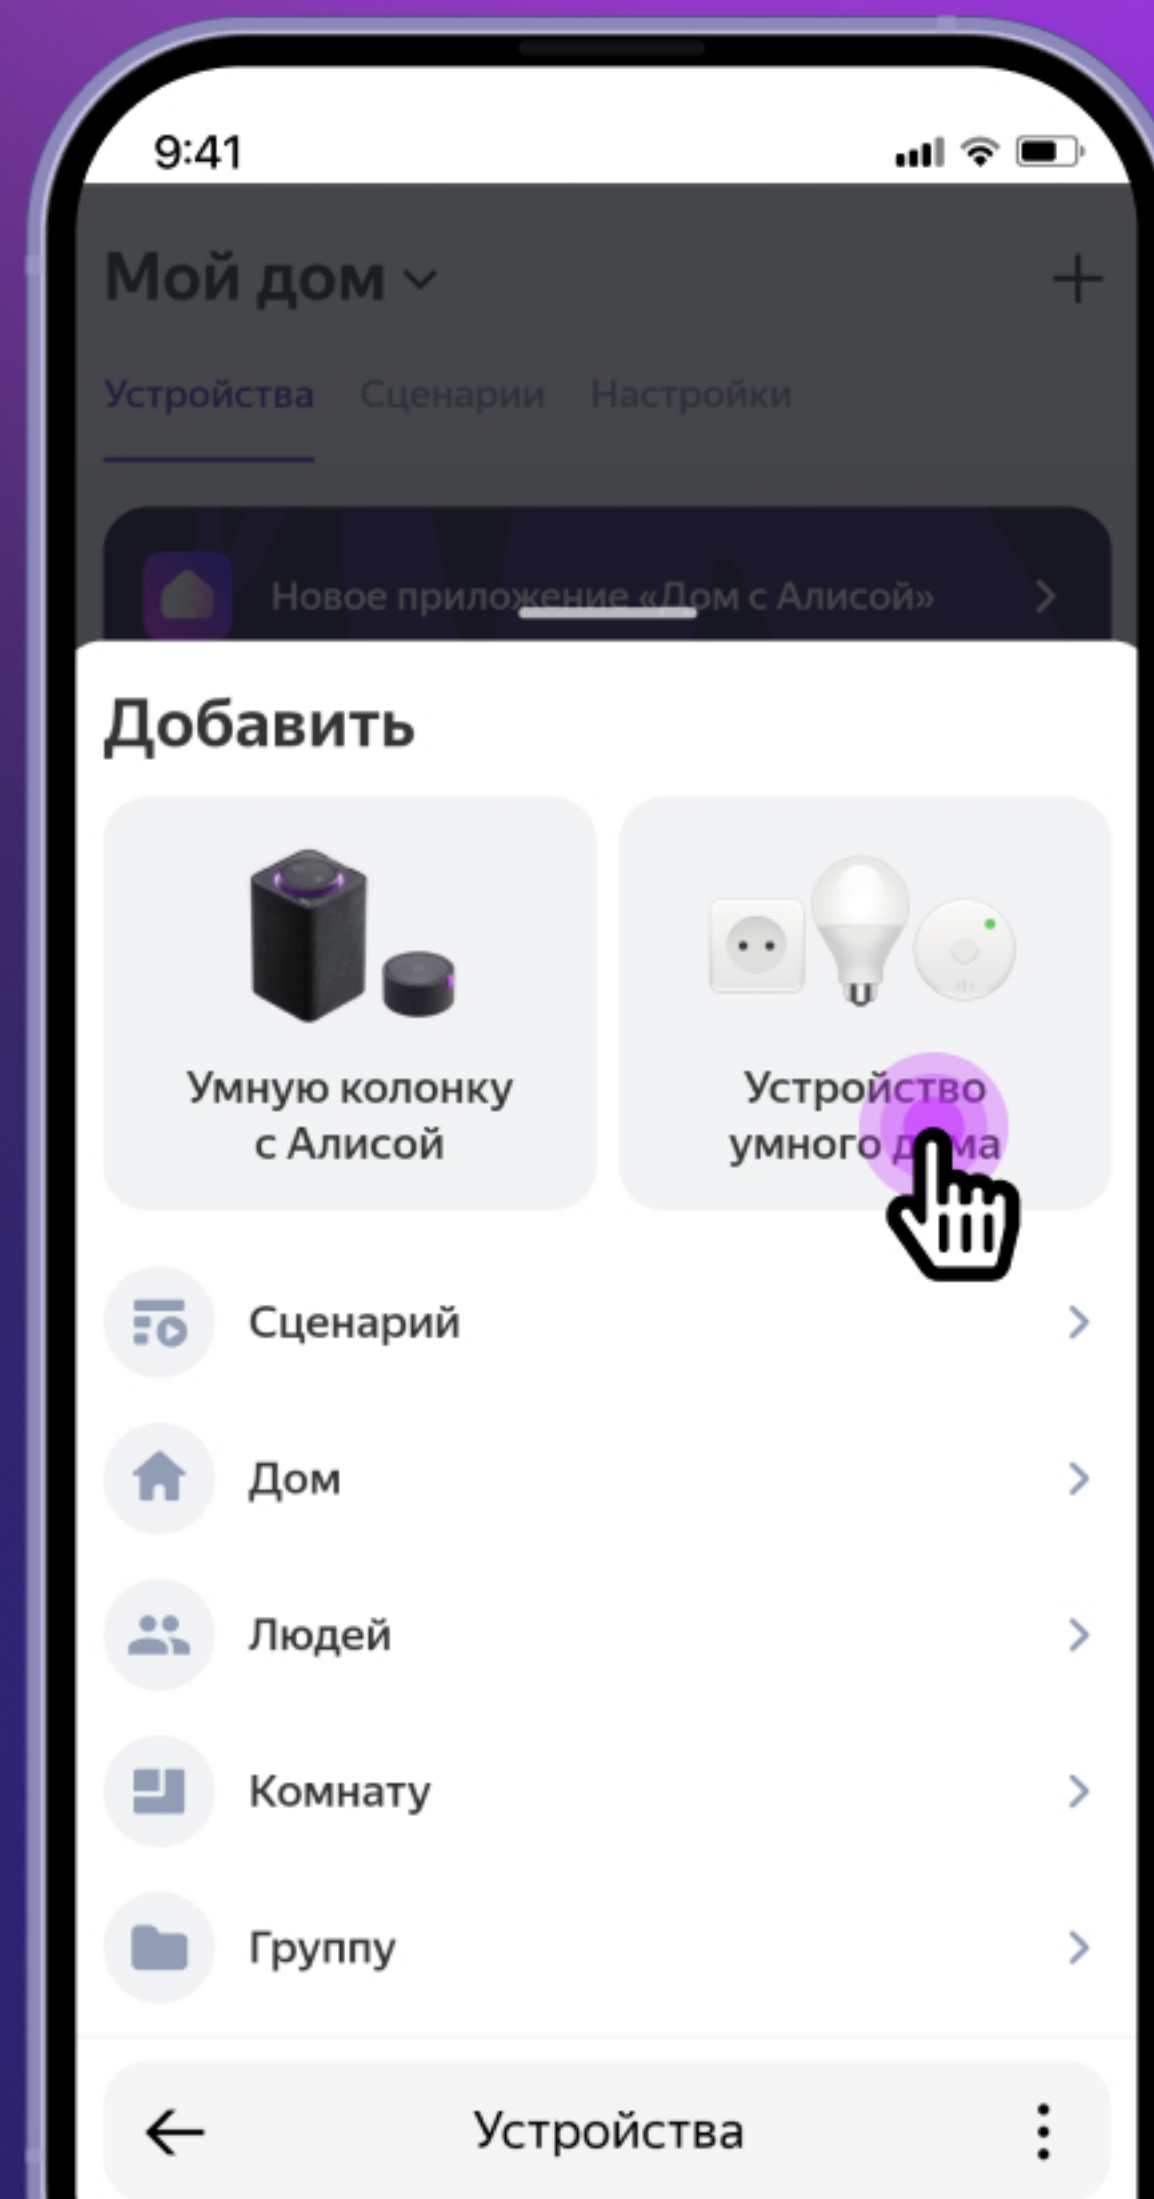 9:41
Мой дом
Устройства Сценарии Настройки
Новое приложение «Дом с Алисой»
Добавить
Умную колонку
с Алисой
Устройство
умного дома
Сценарий
Дом
Людей
Комнату
Группу
Устройства